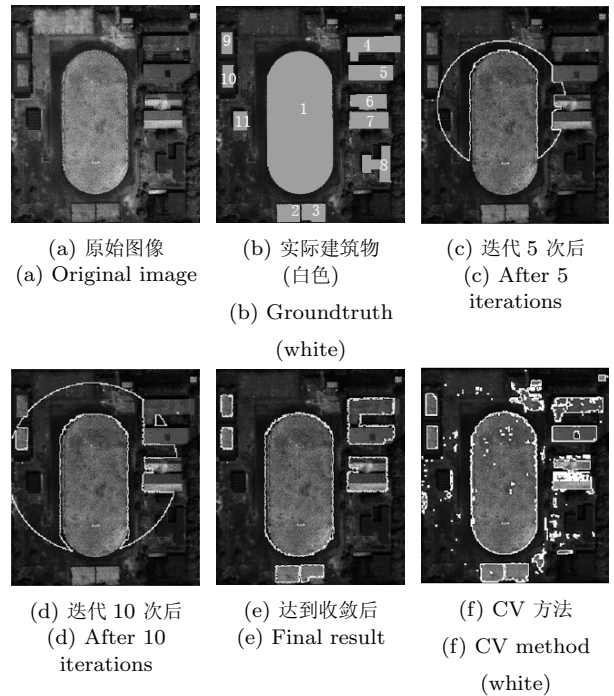 9
4
10
5
1
6
11
7
8
2 3
(a) 原始图像
(a) Original image
(b) 实际建筑物
(白色)
(b) Groundtruth
(white)
(c) 迭代 5 次后
(c) After 5
iterations
(d) 迭代 10 次后
(d) After 10
iterations
(e) 达到收敛后
(e) Final result
(f) CV 方法
(f) CV method
(white)